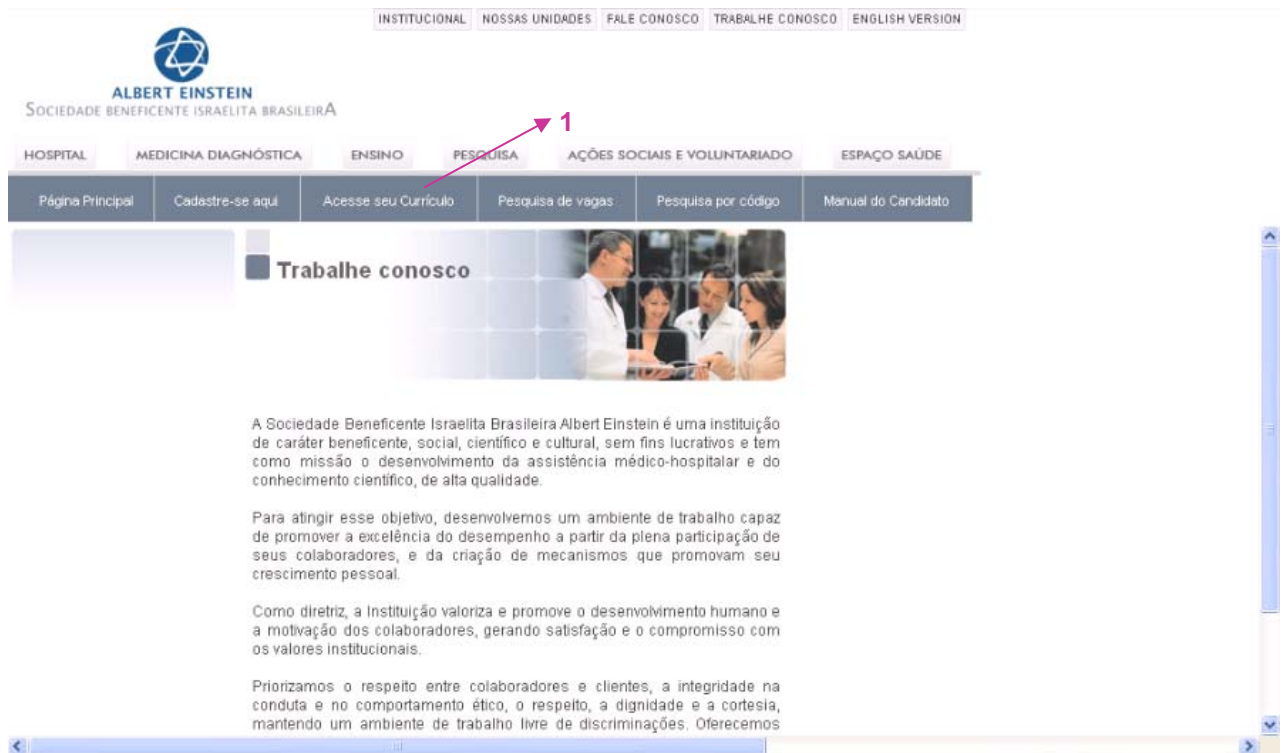 INSTITUCIONAL NOSSAS UNIDADES FALE CONOSCO TRABALHE CONOSCO ENGLISH VERSION
ALBERT EINSTEIN
SOCIEDADE BENEFICENTE ISRAELITA BRASILEIRA
1
HOSPITAL MEDICINA DIAGNÓSTICA ENSINO PESQUISA AÇÕES SOCIAIS E VOLUNTARIADO ESPAÇO SAÚDE
Página Principal Cadastre-se aqui Acesse seu Currículo Pesquisa de vagas Pesquisa por código Manual do Candidato
Trabalhe conosco
A Sociedade Beneficente Israelita Brasileira Albert Einstein é uma instituição
de caráter beneficente, social, científico e cultural, sem fins lucrativos e tem
como missão o desenvolvimento da assistência médico-hospitalar e do
conhecimento científico, de alta qualidade.
Para atingir esse objetivo, desenvolvemos um ambiente de trabalho capaz
de promover a excelência do desempenho a partir da plena participação de
seus colaboradores, e da criação de mecanismos que promovam seu
crescimento pessoal.
Como diretriz, a Instituição valoriza e promove o desenvolvimento humano e
a motivação dos colaboradores, gerando satisfação e o compromisso com
os valores institucionais.
Priorizamos o respeito entre colaboradores e clientes, a integridade na
conduta e no comportamento ético, o respeito, a dignidade e a cortesia,
mantendo um ambiente de trabalho livre de discriminações. Oferecemos